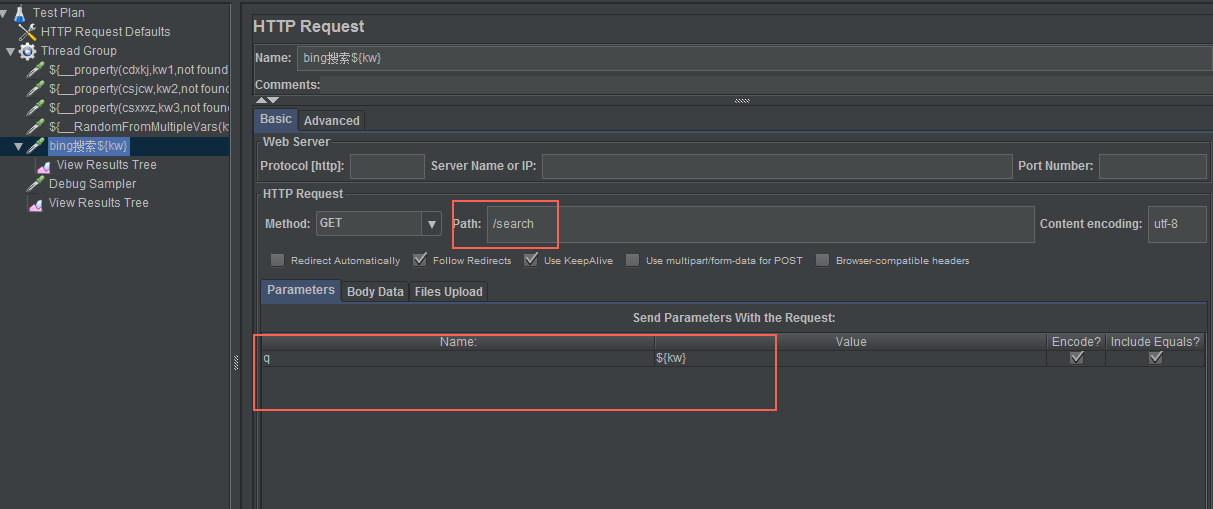 Test Plan
HTTP Request Defaults
Thread Group
${__property(cdxkj,kw1,not found
${__property(csjcw,kw2,not found
${__property(csxxxz,kw3,not found
${__RandomFromMultipleVars(k
bing搜索${kw}
View Results Tree
Debug Sampler
View Results Tree
HTTP Request
Name: bing搜索${kw}
Comments:
Basic Advanced
Web Server
Protocol [http]: Server Name or IP: Port Number:
HTTP Request
Method: GET Path: /search Content encoding: utf-8
Redirect Automatically Follow Redirects Use KeepAlive Use multipart/form-data for POST Browser-compatible headers
Parameters Body Data Files Upload
Send Parameters With the Request:
Name: Value Encode? Include Equals?
q ${kw}